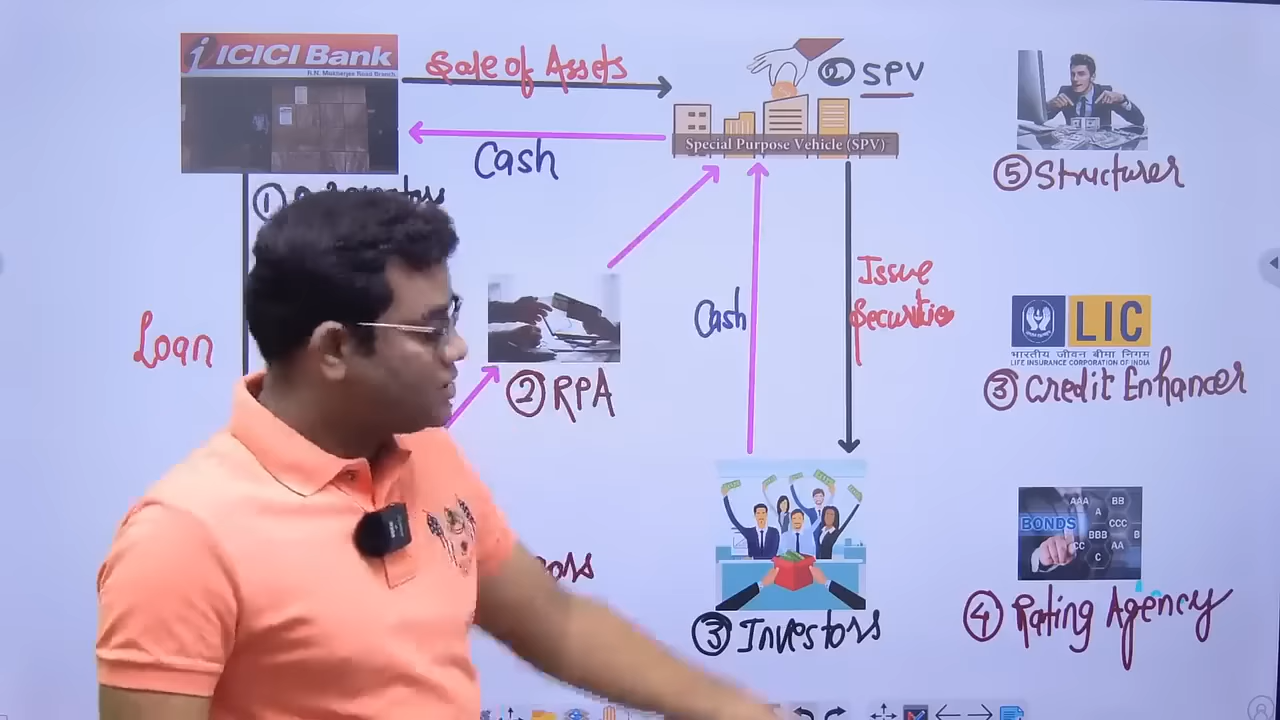 ICICI Bank
R.N. Mukherjee Road Branch
Sale of Assets
Cash
② SPV
Special Purpose Vehicle (SPV)
⑤ Structurer
①
Loan
② RPA
Cash
Issue
Securities
LIC
भारतीय जीवन बीमा निगम
LIFE INSURANCE CORPORATION OF INDIA
③ Credit Enhancer
BONDS
AAA
BB
A
CCC
BBB
B
CC
AA
C
③ Investors
④ Rating Agency